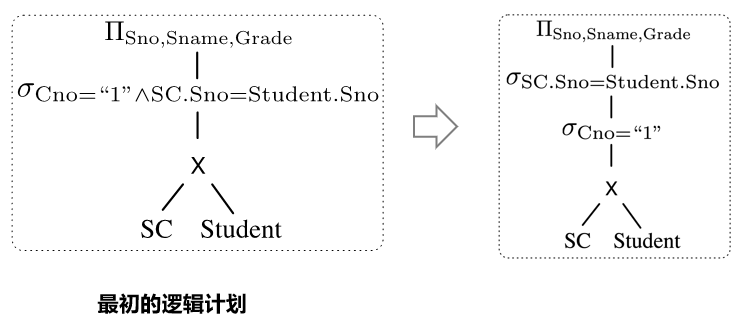 ΠSno,Sname,Grade
σCno=“1”∧SC.Sno=Student.Sno
X
SC Student
ΠSno,Sname,Grade
σSC.Sno=Student.Sno
σCno=“1”
X
SC Student
最初的逻辑计划